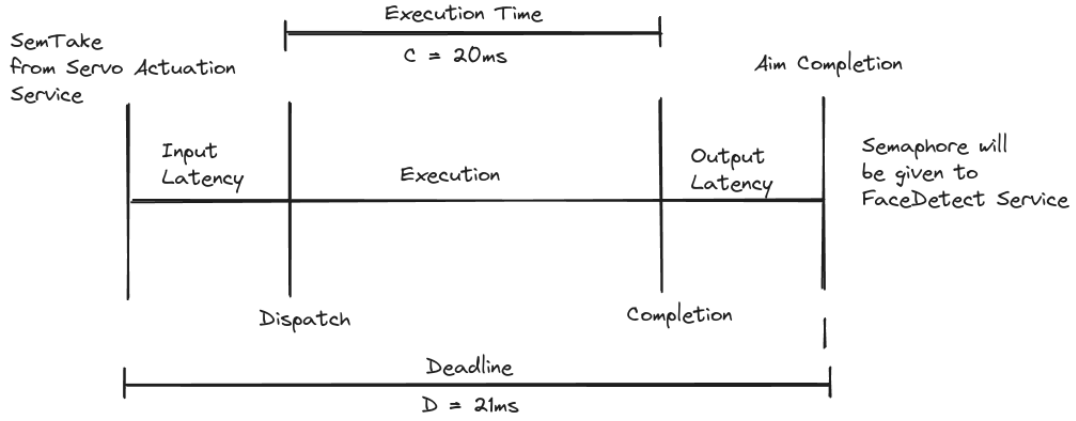 Execution Time
C = 20ms
SemTake
from Servo Actuation
Service
Aim Completion
Input
Latency
Execution
Output
Latency
Semaphore will
be given to
FaceDetect Service
Dispatch
Completion
Deadline
D = 21ms